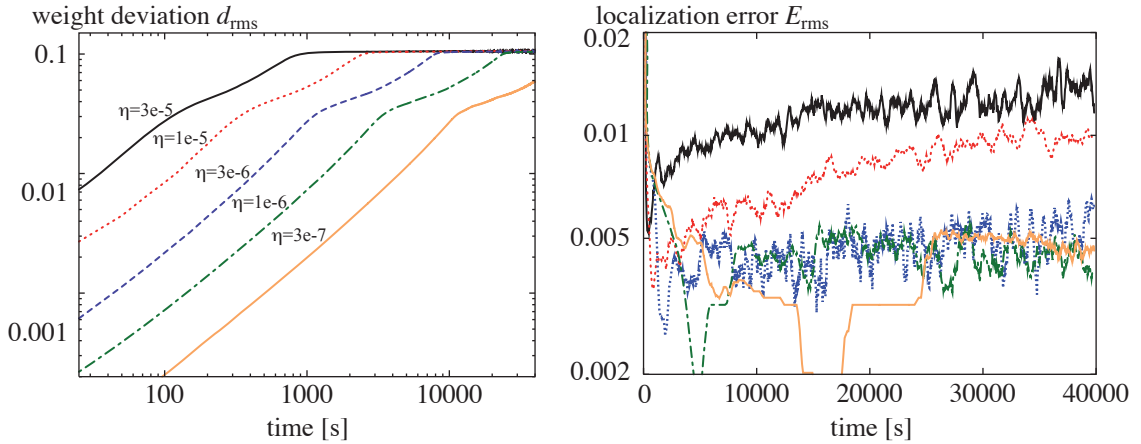 weight deviation d_rms
0.1
0.01
0.001
η=3e-5
η=1e-5
η=3e-6
η=1e-6
η=3e-7
100 1000 10000
time [s]
localization error E_rms
0.02
0.01
0.005
0.002
0 10000 20000 30000 40000
time [s]